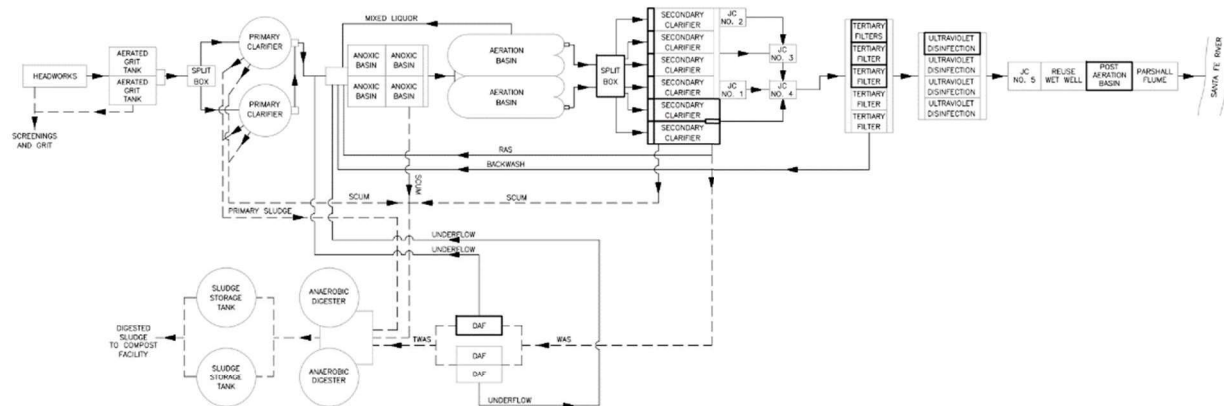 MIXED LIQUOR
HEADWORKS
AERATED
GRIT
TANK
AERATED
GRIT
TANK
SPLIT
BOX
PRIMARY
CLARIFIER
PRIMARY
CLARIFIER
ANOXIC
BASIN
ANOXIC
BASIN
ANOXIC
BASIN
ANOXIC
BASIN
AERATION
BASIN
AERATION
BASIN
SPLIT
BOX
SECONDARY
CLARIFIER
SECONDARY
CLARIFIER
SECONDARY
CLARIFIER
SECONDARY
CLARIFIER
SECONDARY
CLARIFIER
SECONDARY
CLARIFIER
JC
NO. 2
JC
NO. 3
JC
NO. 1
JC
NO. 4
TERTIARY
FILTERS
TERTIARY
FILTER
TERTIARY
FILTER
TERTIARY
FILTER
TERTIARY
FILTER
ULTRAVIOLET
DISINFECTION
ULTRAVIOLET
DISINFECTION
ULTRAVIOLET
DISINFECTION
ULTRAVIOLET
DISINFECTION
JC
NO. 5
REUSE
WET WELL
POST
AERATION
BASIN
PARSHALL
FLUME
SANTA FE RIVER
SCREENINGS
AND GRIT
RAS
BACKWASH
SCUM
SCUM
SCUM
PRIMARY SLUDGE
UNDERFLOW
UNDERFLOW
SLUDGE
STORAGE
TANK
SLUDGE
STORAGE
TANK
ANAEROBIC
DIGESTER
ANAEROBIC
DIGESTER
DIGESTED
SLUDGE
TO COMPOST
FACILITY
TWAS
DAF
DAF
DAF
WAS
UNDERFLOW